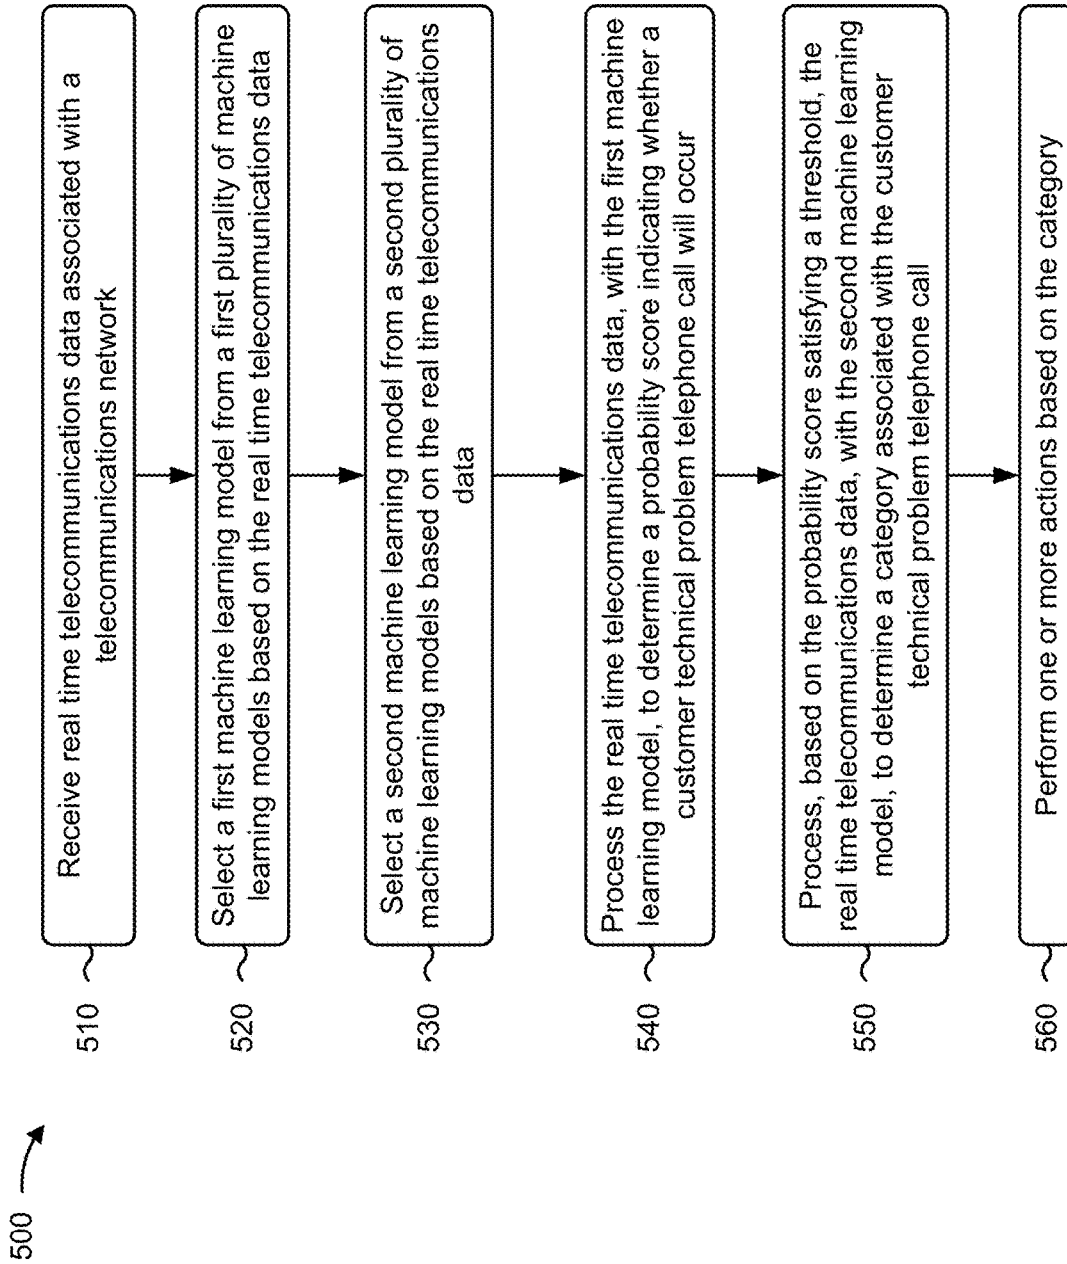 500
510
Receive real time telecommunications data associated with a
telecommunications network
520
Select a first machine learning model from a first plurality of machine
learning models based on the real time telecommunications data
530
Select a second machine learning model from a second plurality of
machine learning models based on the real time telecommunications
data
540
Process the real time telecommunications data, with the first machine
learning model, to determine a probability score indicating whether a
customer technical problem telephone call will occur
550
Process, based on the probability score satisfying a threshold, the
real time telecommunications data, with the second machine learning
model, to determine a category associated with the customer
technical problem telephone call
560
Perform one or more actions based on the category